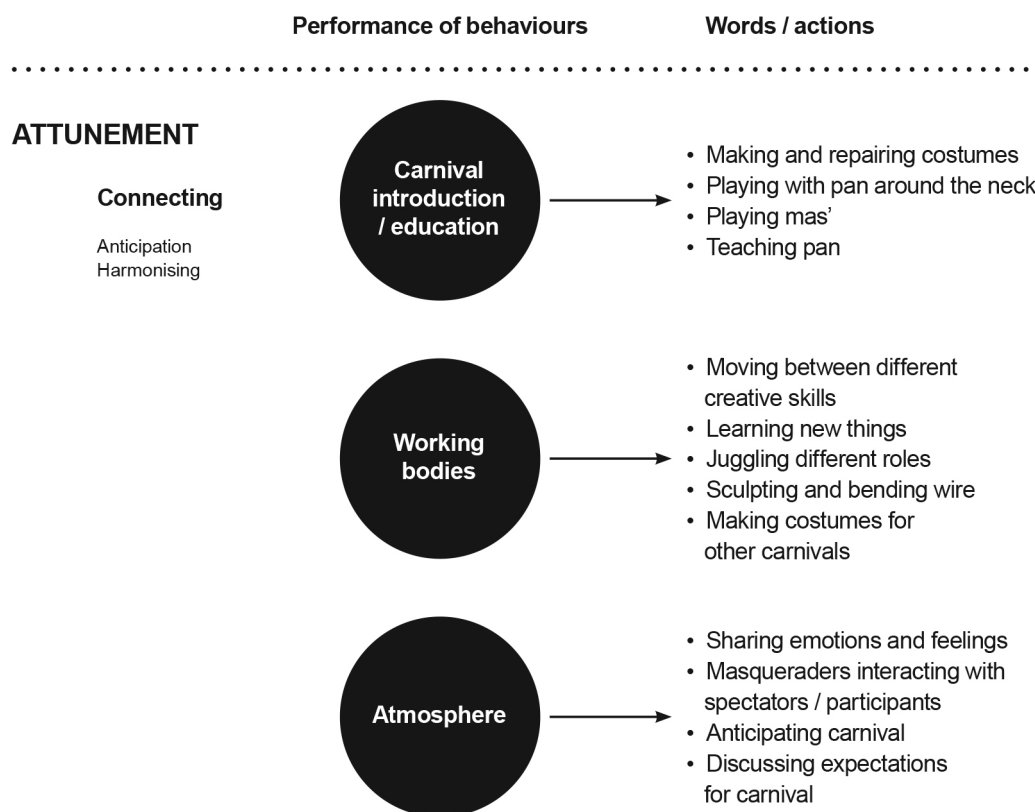 Performance of behaviours
Words / actions
ATTUNEMENT
Connecting
Anticipation
Harmonising
Carnival
introduction
/ education
• Making and repairing costumes
• Playing with pan around the neck
• Playing mas’
• Teaching pan
Working
bodies
• Moving between different
creative skills
• Learning new things
• Juggling different roles
• Sculpting and bending wire
• Making costumes for
other carnivals
Atmosphere
• Sharing emotions and feelings
• Masqueraders interacting with
spectators / participants
• Anticipating carnival
• Discussing expectations
for carnival